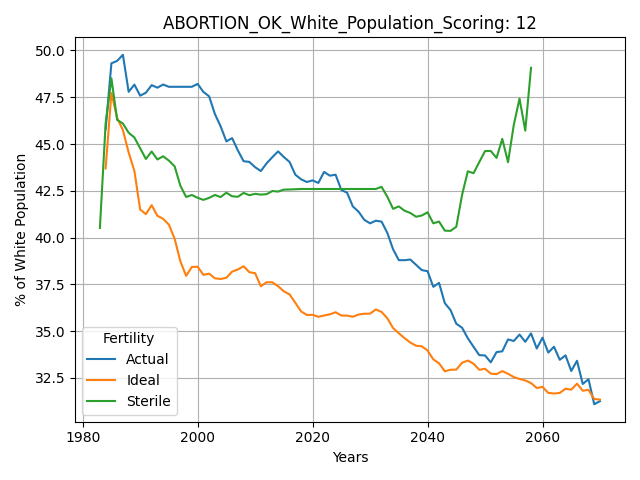 ABORTION_OK_White_Population_Scoring: 12
% of White Population
50.0
47.5
45.0
42.5
40.0
37.5
35.0
32.5
Fertility
Actual
Ideal
Sterile
1980
2000
2020
2040
2060
Years